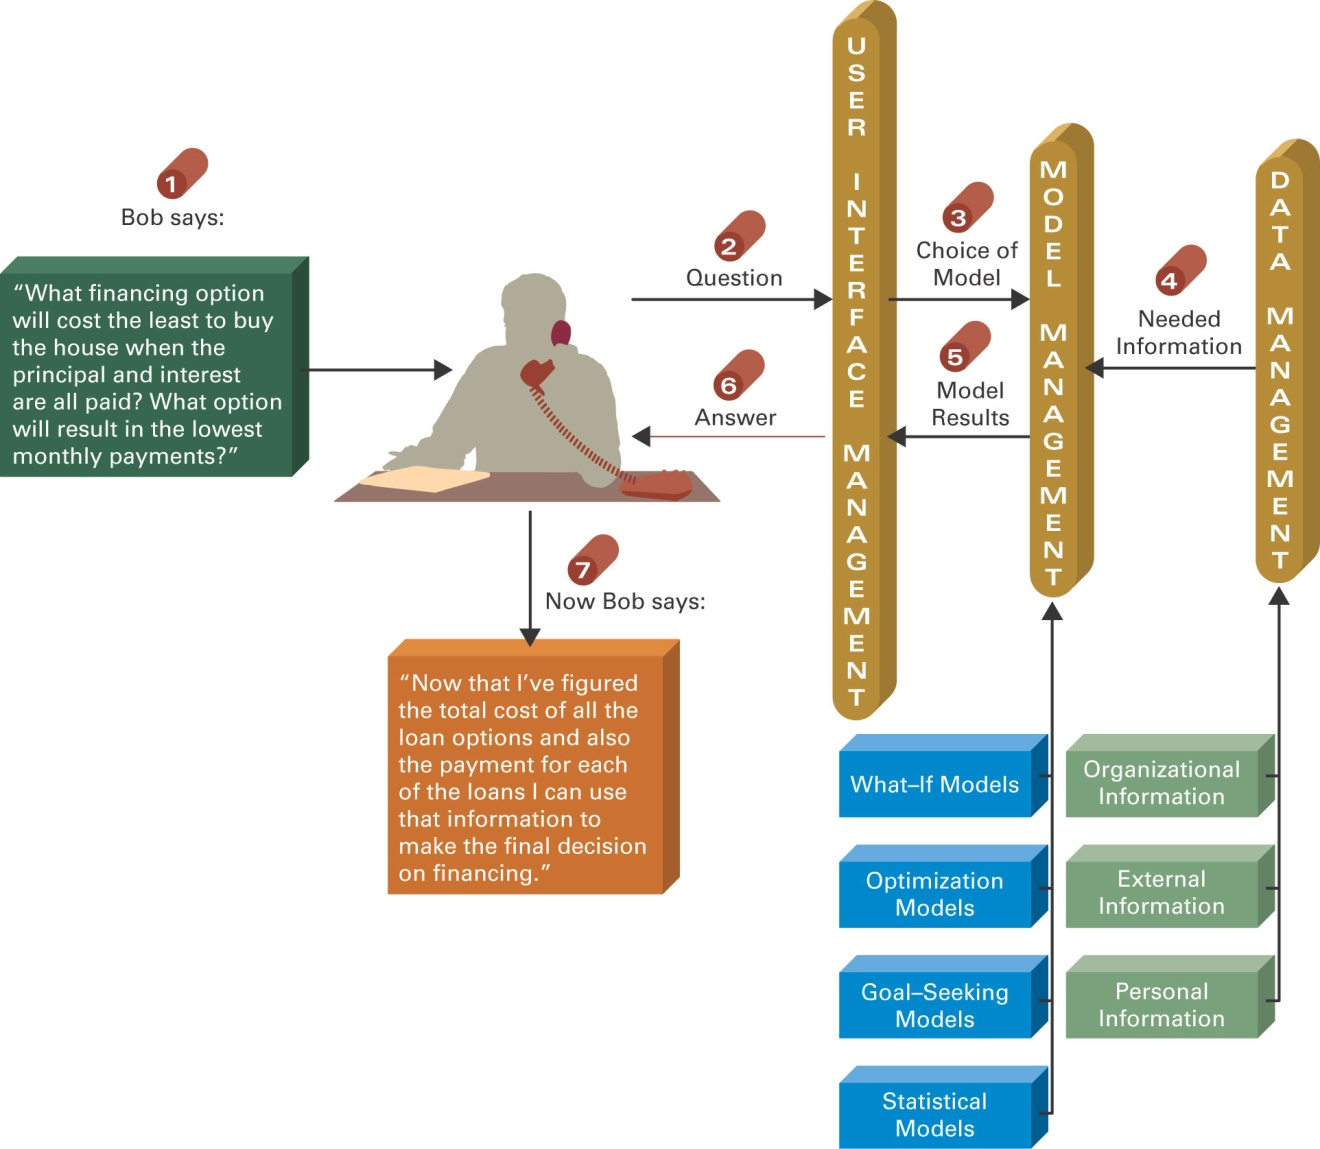 1
Bob says:
“What financing option
will cost the least to buy
the house when the
principal and interest
are all paid? What option
will result in the lowest
monthly payments?”
2
Question
3
Choice of
Model
4
Needed
Information
5
Model
Results
6
Answer
7
Now Bob says:
“Now that I’ve figured
the total cost of all the
loan options and also
the payment for each
of the loans I can use
that information to
make the final decision
on financing.”
USER INTERFACE MANAGEMENT
MODEL MANAGEMENT
DATA MANAGEMENT
What–If Models
Optimization
Models
Goal–Seeking
Models
Statistical
Models
Organizational
Information
External
Information
Personal
Information